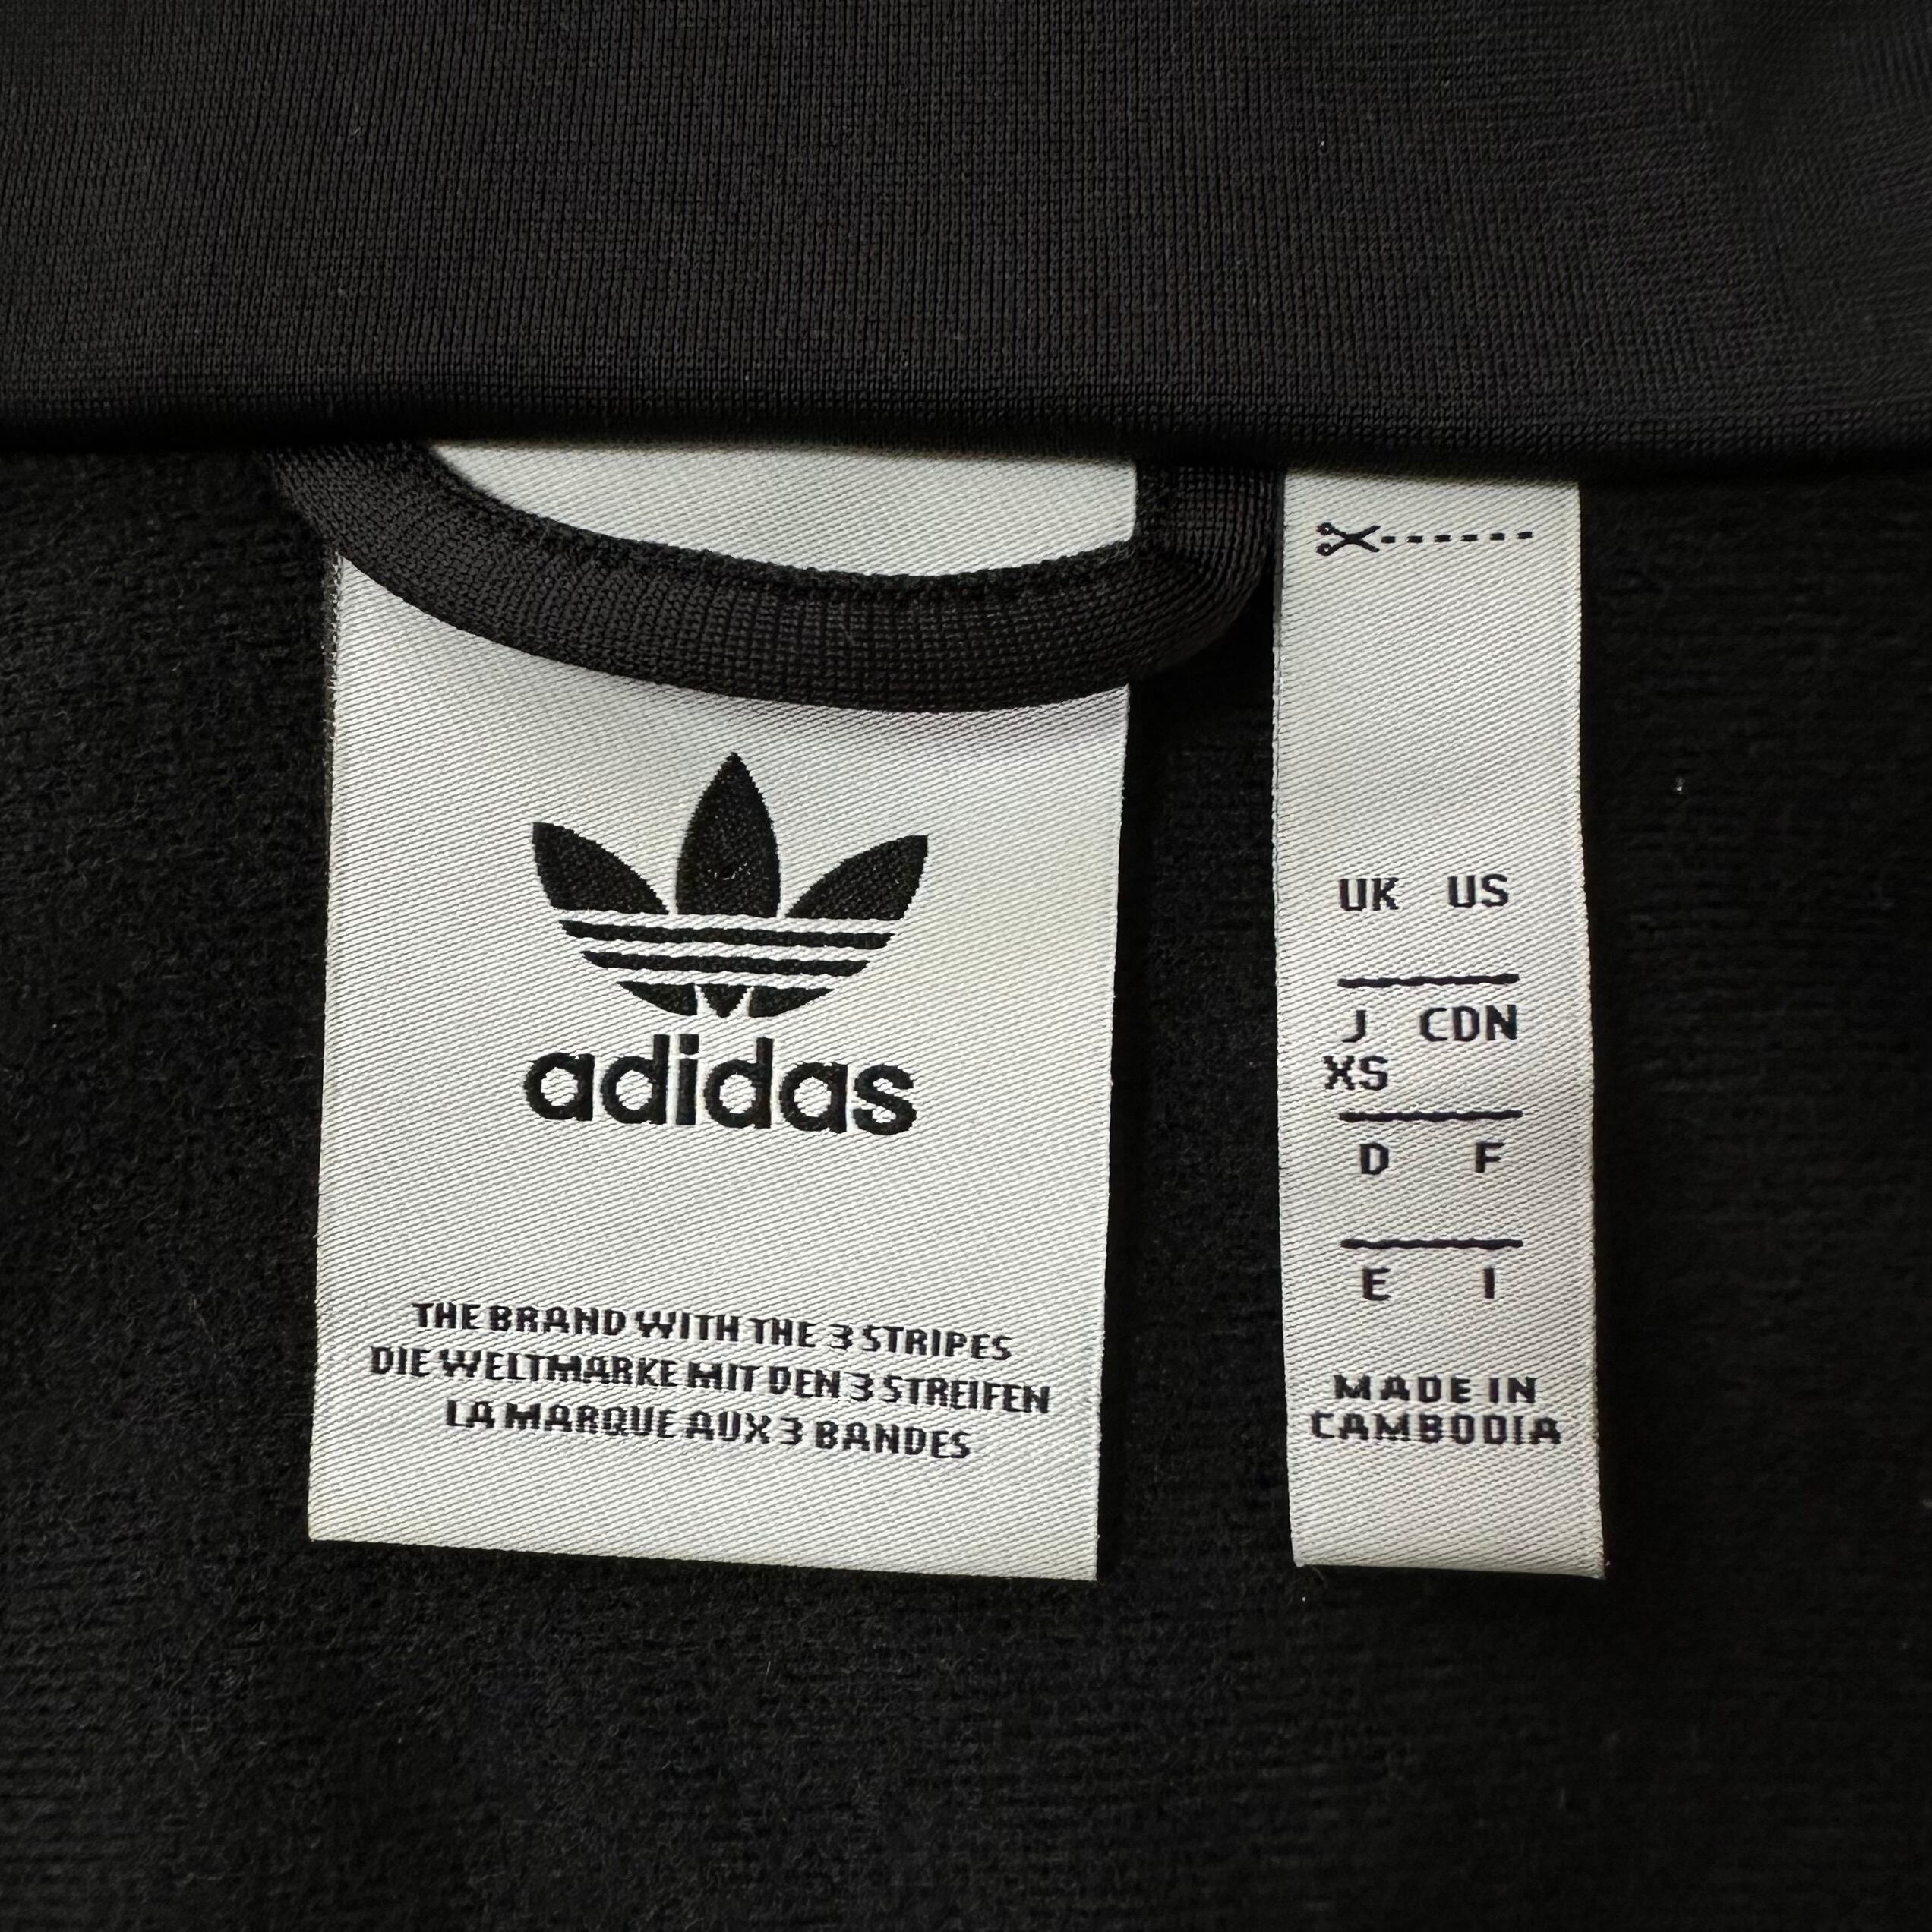 adidas
THE BRAND WITH THE 3 STRIPES
DIE WELTMARKE MIT DEN 3 STREIFEN
LA MARQUE AUX 3 BANDES
UK US
J CDN
XS
D F
E I
MADE IN
CAMBODIA